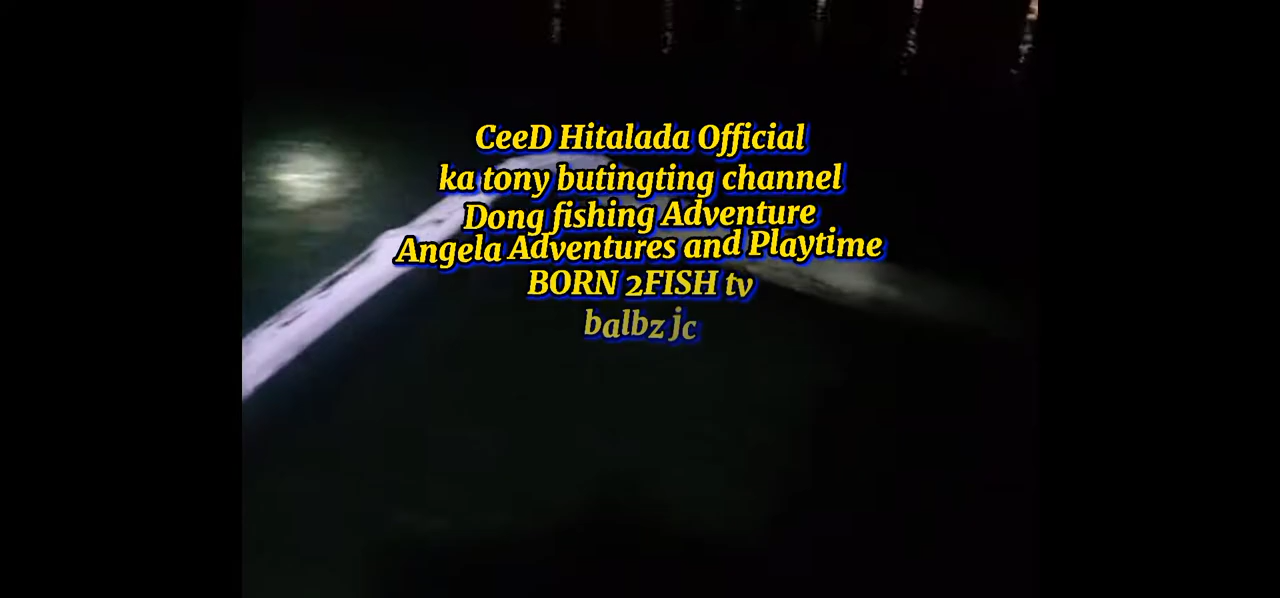 CeeD Hitalada Official
ka tony butingting channel
Dong fishing Adventure
Angela Adventures and Playtime
BORN 2FISH tv
balbz jc